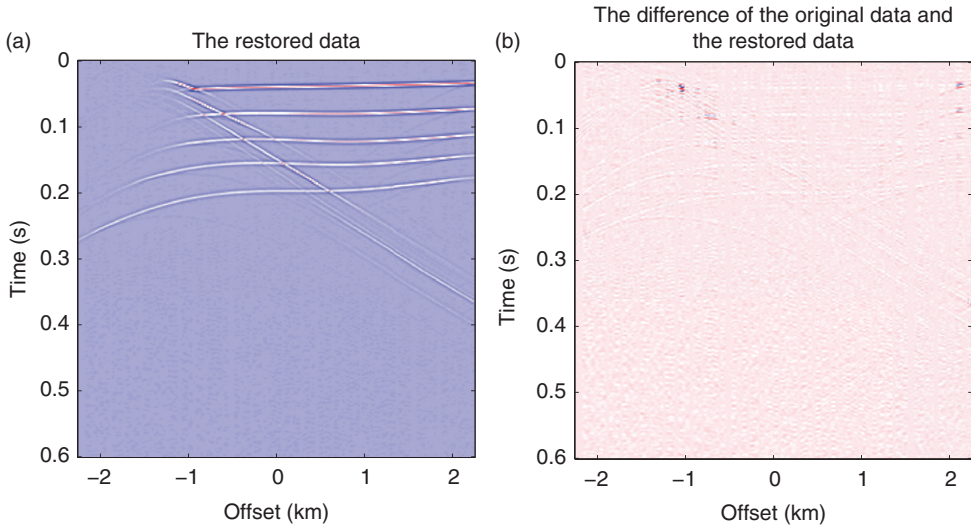 (a)
The restored data
0
0.1
0.2
0.3
0.4
0.5
0.6
Time (s)
−2
−1
0
1
2
Offset (km)
(b)
The difference of the original data and
the restored data
0
0.1
0.2
0.3
0.4
0.5
0.6
Time (s)
−2
−1
0
1
2
Offset (km)